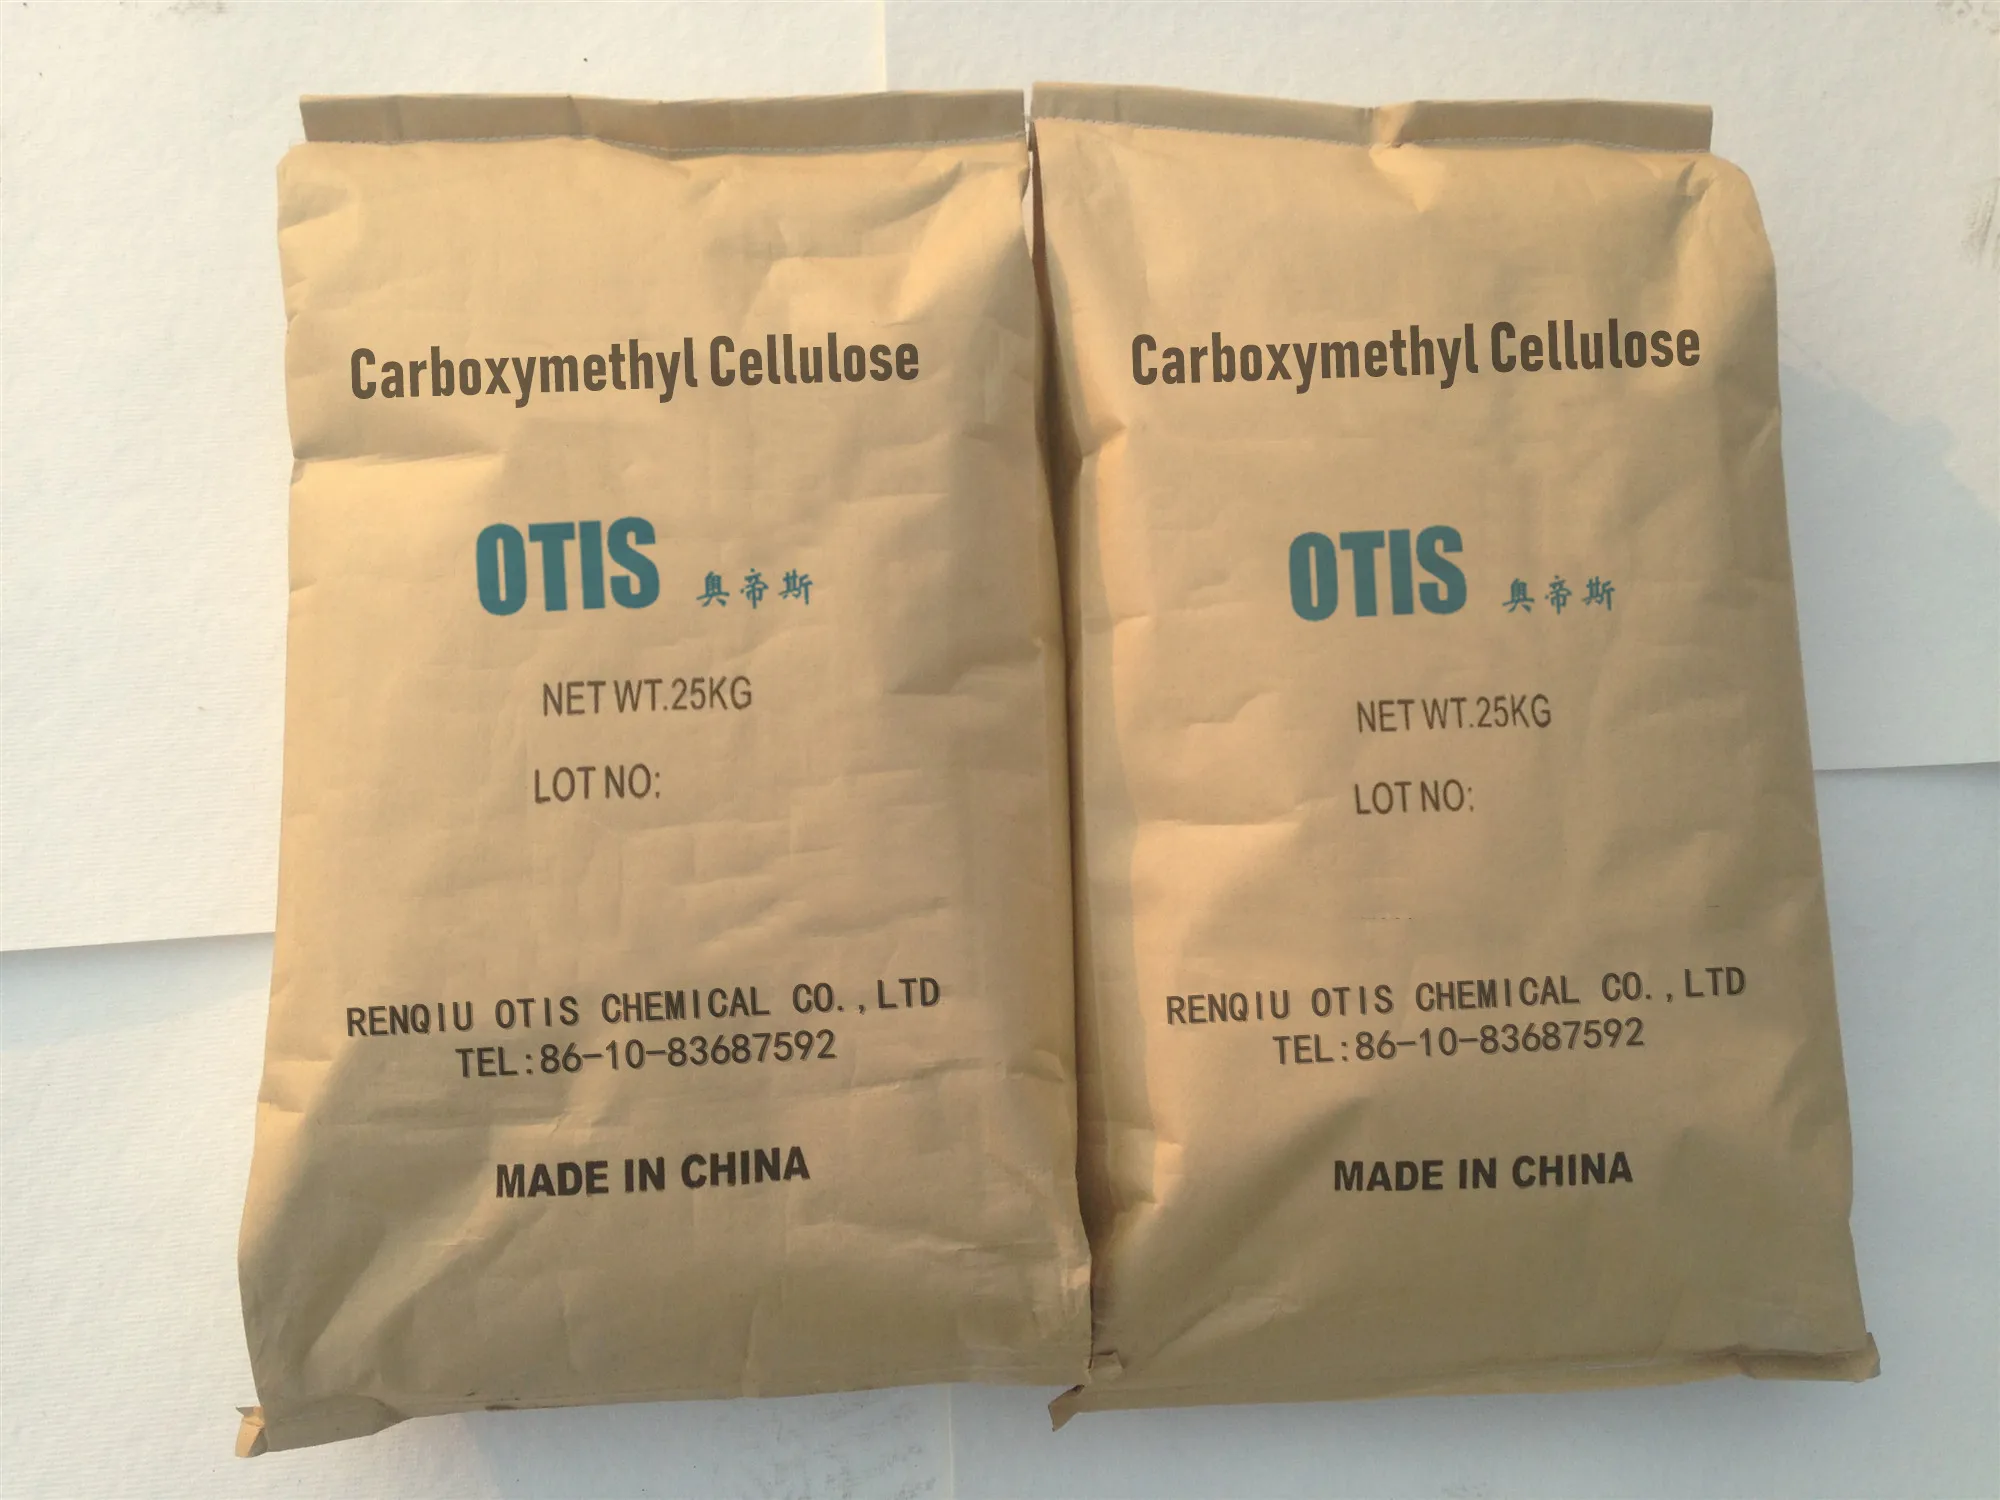 Carboxymethyl Cellulose
OTIS 奥帝斯
NET WT.25KG
LOT NO:
RENQIU OTIS CHEMICAL CO.,LTD
TEL:86-10-83687592
MADE IN CHINA
Carboxymethyl Cellulose
OTIS 奥帝斯
NET WT.25KG
LOT NO:
RENQIU OTIS CHEMICAL CO.,LTD
TEL:86-10-83687592
MADE IN CHINA